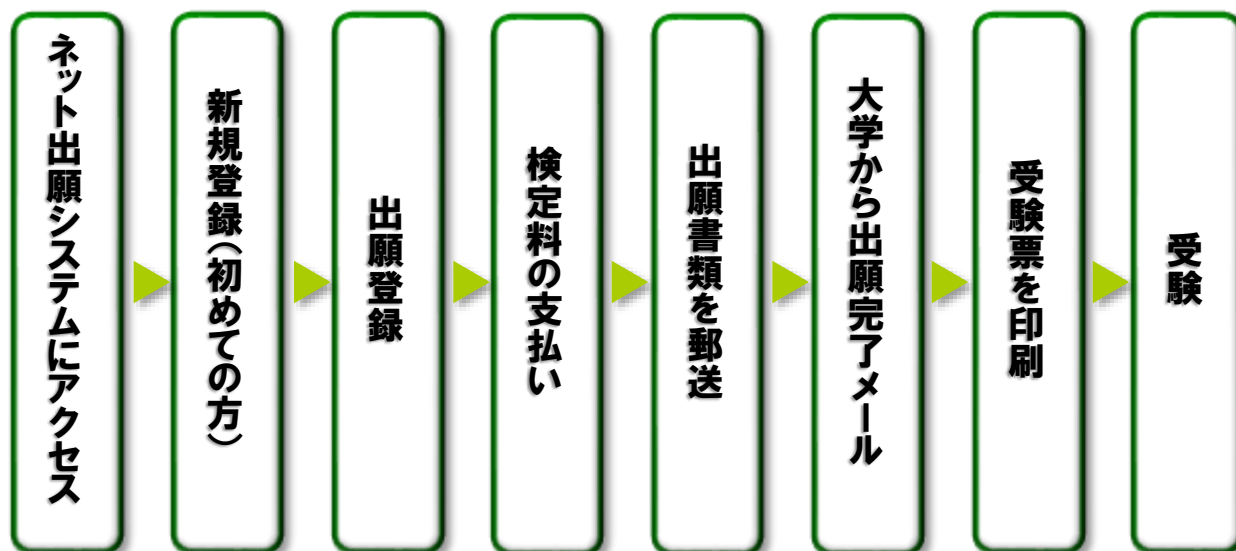 ネット出願システムにアクセス
新規登録（初めての方）
出願登録
検定料の支払い
出願書類を郵送
大学から出願完了メール
受験票を印刷
受験